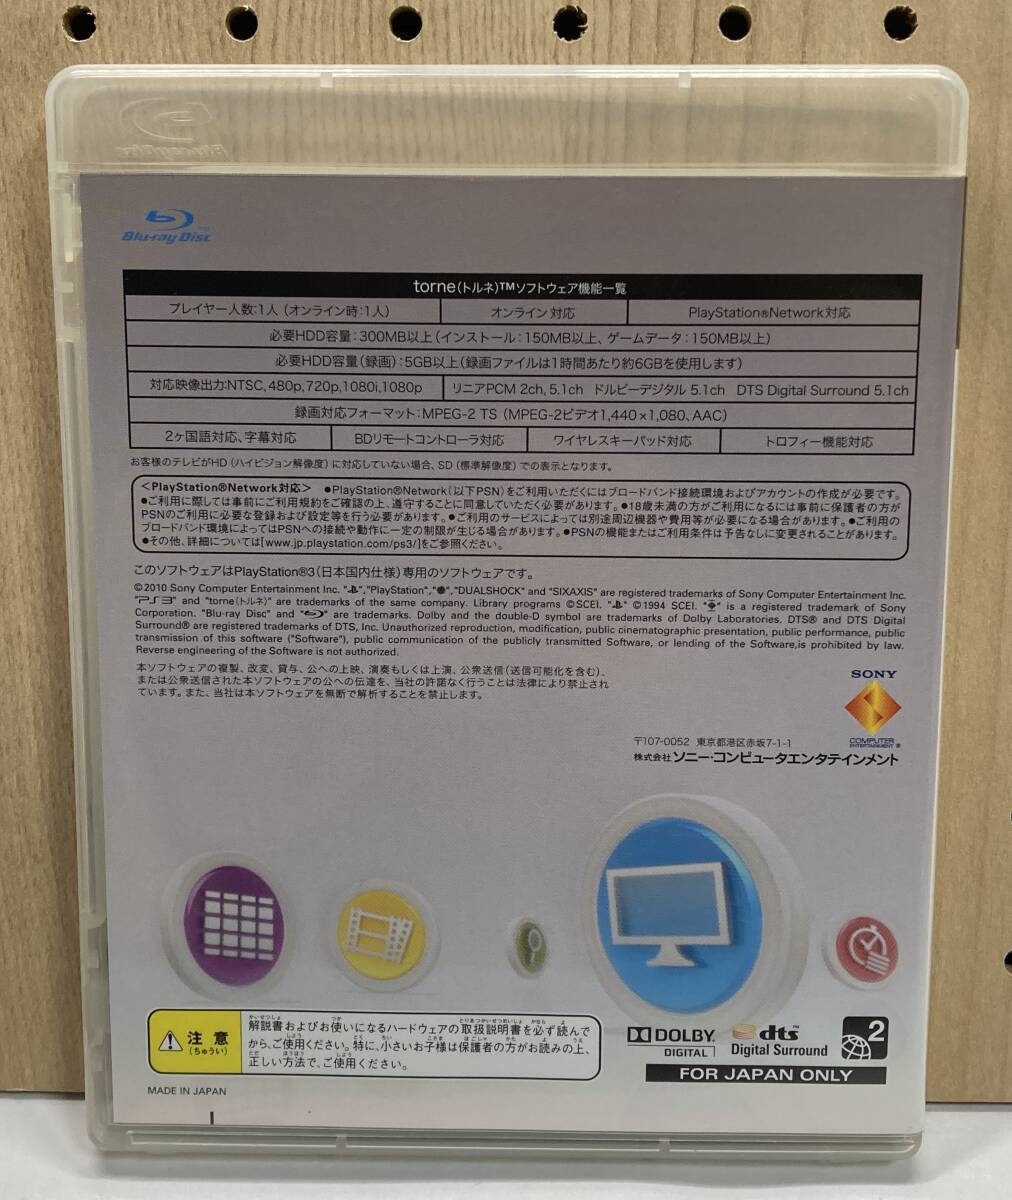 Blu-ray Disc™
torne(トルネ)™ソフトウェア機能一覧
プレイヤー人数:1人 (オンライン時:1人)
オンライン対応
PlayStation®Network対応
必要HDD容量:300MB以上(インストール:150MB以上、ゲームデータ:150MB以上)
必要HDD容量(録画):5GB以上(録画ファイルは1時間あたり約6GBを使用します)
対応映像出力:NTSC,480p,720p,1080i,1080p
リニアPCM 2ch, 5.1ch ドルビーデジタル 5.1ch DTS Digital Surround 5.1ch
録画対応フォーマット:MPEG-2 TS (MPEG-2ビデオ1,440×1,080、AAC)
2ヶ国語対応、字幕対応
BDリモートコントローラ対応
ワイヤレスキーパッド対応
トロフィー機能対応
お客様のテレビがHD(ハイビジョン解像度)に対応していない場合、SD(標準解像度)での表示となります。
<PlayStation®Network対応> ●PlayStation®Network(以下PSN)をご利用いただくにはブロードバンド接続環境およびアカウントの作成が必要です。
●ご利用に際しては事前にご利用規約をご確認の上、遵守することに同意していただく必要があります。●18歳未満の方がご利用になるには事前に保護者の方が
PSNのご利用に必要な登録および設定等を行う必要があります。●ご利用のサービスによっては別途周辺機器や費用等が必要になる場合があります。●ご利用の
ブロードバンド環境によってはPSNへの接続や動作に一定の制限が生じる場合があります。●PSNの機能またはご利用条件は予告なしに変更されることがあります。
●その他、詳細については[www.jp.playstation.com/ps3/]をご参照ください。
このソフトウェアはPlayStation®3(日本国内仕様)専用のソフトウェアです。
©2010 Sony Computer Entertainment Inc. " ","PlayStation"," ","DUALSHOCK" and "SIXAXIS" are registered trademarks of Sony Computer Entertainment Inc.
"PS3" and "torne(トルネ)" are trademarks of the same company. Library programs ©SCEI. " " ©1994 SCEI. " " is a registered trademark of Sony
Corporation. "Blu-ray Disc" and " " are trademarks. Dolby and the double-D symbol are trademarks of Dolby Laboratories. DTS® and DTS Digital
Surround® are registered trademarks of DTS, Inc. Unauthorized reproduction, modification, public cinematographic presentation, public performance, public
transmission of this software ("Software"), public communication of the publicly transmitted Software, or lending of the Software,is prohibited by law.
Reverse engineering of the Software is not authorized.
本ソフトウェアの複製、改変、貸与、公への上映、演奏もしくは上演、公衆送信(送信可能化を含む)、
または公衆送信された本ソフトウェアの公への伝達を、当社の許諾なく行うことは法律により禁止され
ています。また、当社は本ソフトウェアを無断で解析することを禁止します。
SONY
COMPUTER
ENTERTAINMENT®
〒107-0052 東京都港区赤坂7-1-1
株式会社 ソニー・コンピュータエンタテインメント
注意
(ちゅうい)
解説書およびお使いになるハードウェアの取扱説明書を必ず読んで
から、ご使用ください。特に、小さいお子様は保護者の方がお読みの上、
正しい方法で、ご使用ください。
DOLBY
DIGITAL
dts™
Digital Surround
2
FOR JAPAN ONLY
MADE IN JAPAN